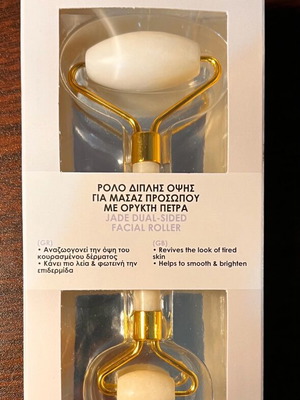 ΡΟΛΟ ΔΙΠΛΗΣ ΟΨΗΣ
ΓΙΑ ΜΑΣΑΖ ΠΡΟΣΩΠΟΥ
ΜΕ ΟΡΥΚΤΗ ΠΕΤΡΑ
JADE DUAL-SIDED
FACIAL ROLLER
(GR)
• Αναζωογονεί την όψη του
κουρασμένου δέρματος
• Κάνει πιο λεία & φωτεινή την
επιδερμίδα
(GB)
• Revives the look of tired
skin
• Helps to smooth & brighten